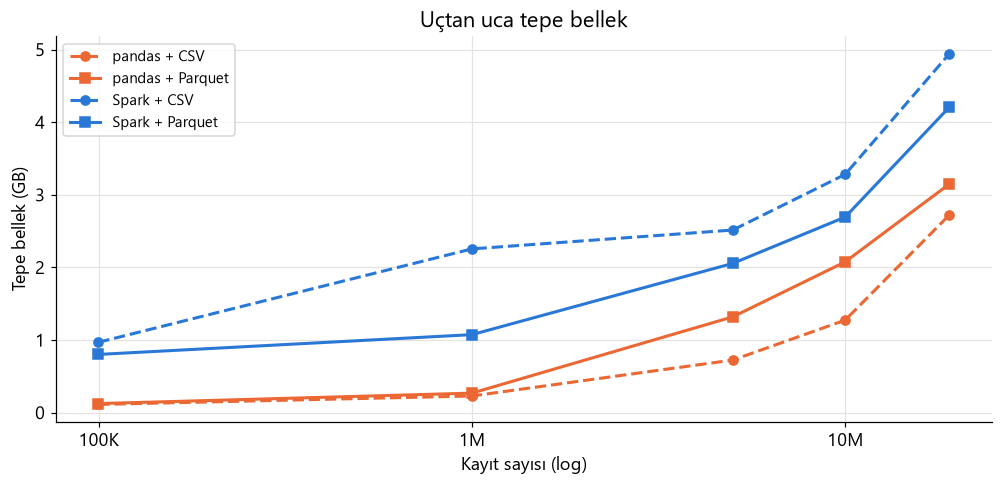 Uçtan uca tepe bellek
pandas + CSV
pandas + Parquet
Spark + CSV
Spark + Parquet
Tepe bellek (GB)
5
4
3
2
1
0
100K
1M
10M
Kayıt sayısı (log)